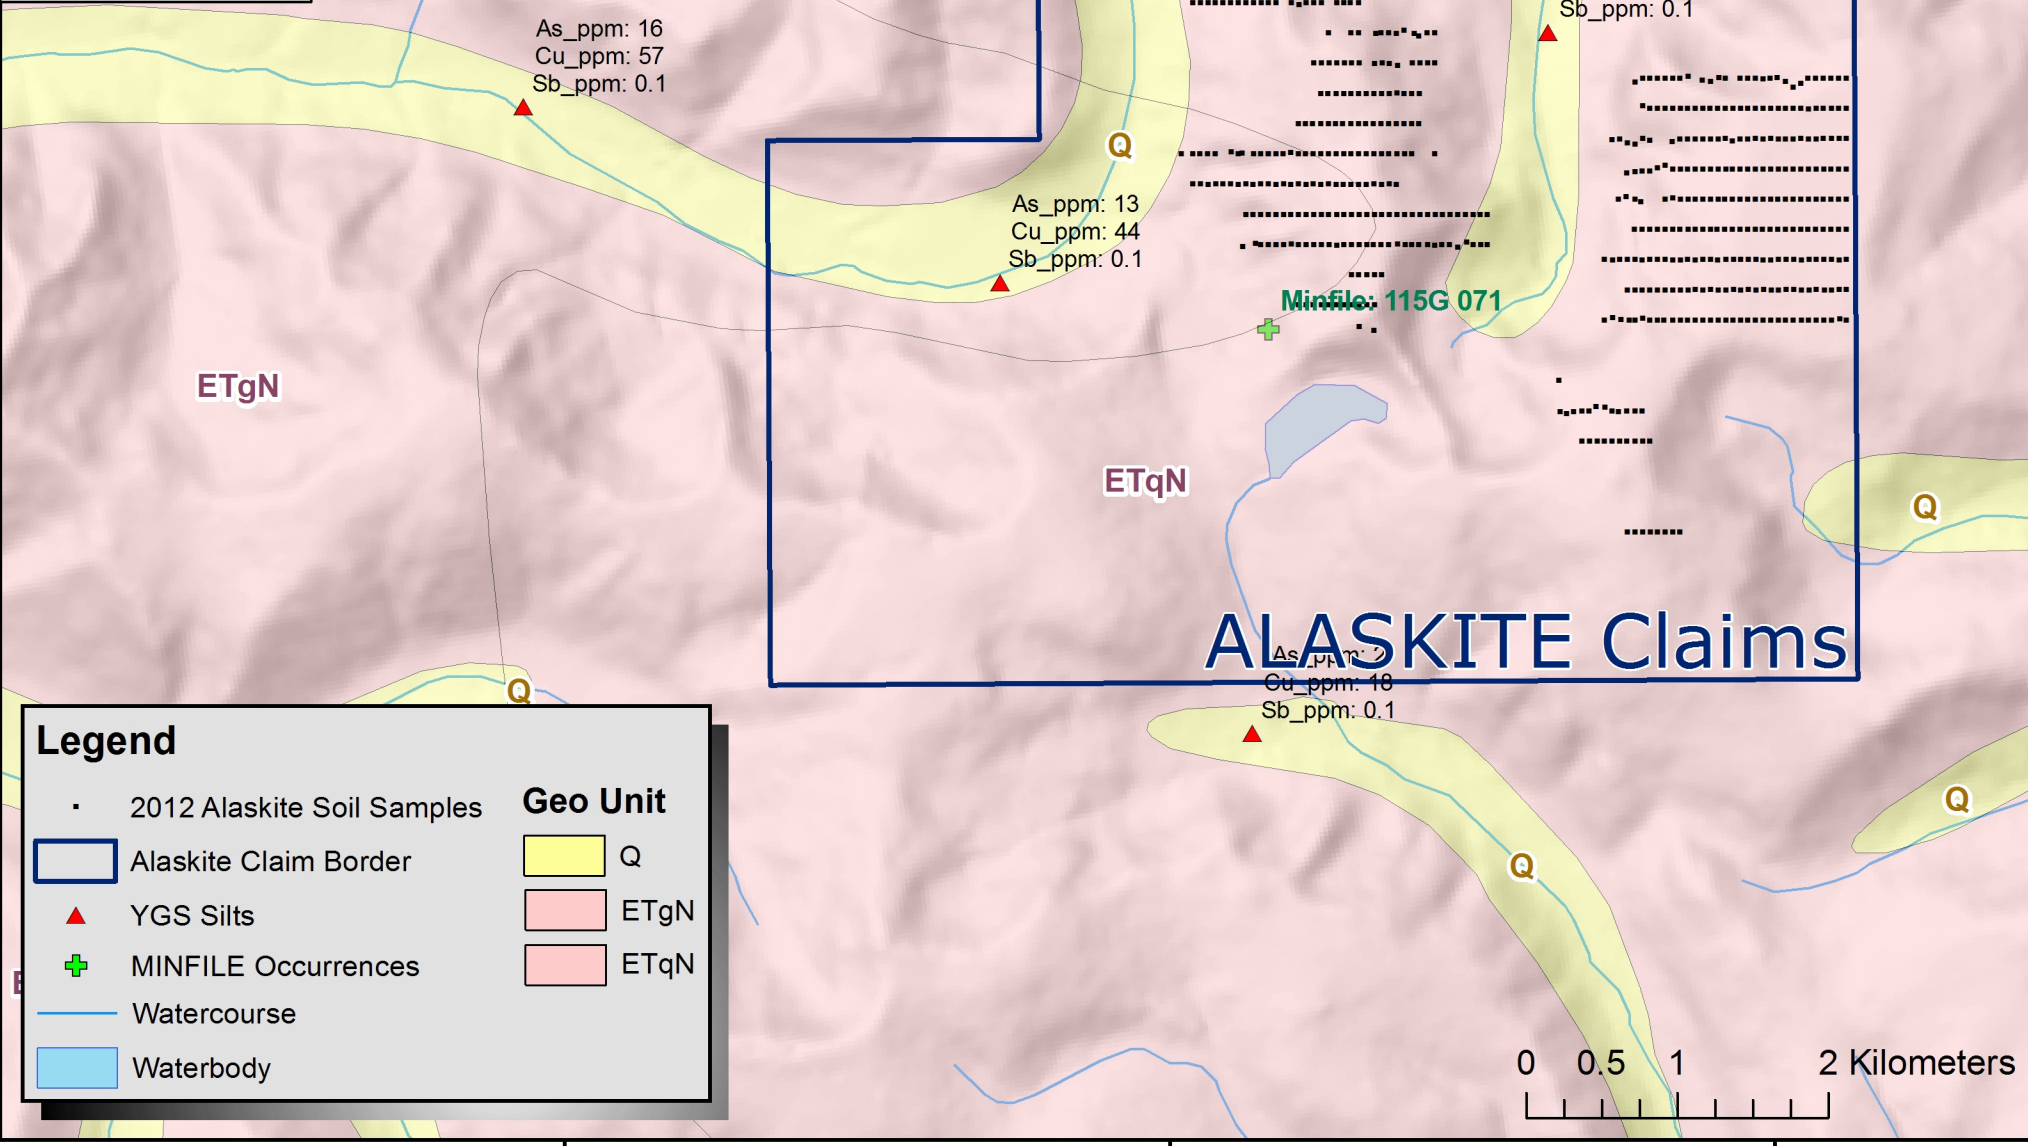 Sb_ppm: 0.1
As_ppm: 16
Cu_ppm: 57
Sb_ppm: 0.1
Q
As_ppm: 13
Cu_ppm: 44
Sb_ppm: 0.1
Minfile: 115G 071
ETgN
ETqN
Q
ALASKITE Claims
As_ppm: 2
Cu_ppm: 18
Sb_ppm: 0.1
Q
Q
Q
Legend
2012 Alaskite Soil Samples
Alaskite Claim Border
YGS Silts
MINFILE Occurrences
Watercourse
Waterbody
Geo Unit
Q
ETgN
ETqN
0 0.5 1 2 Kilometers